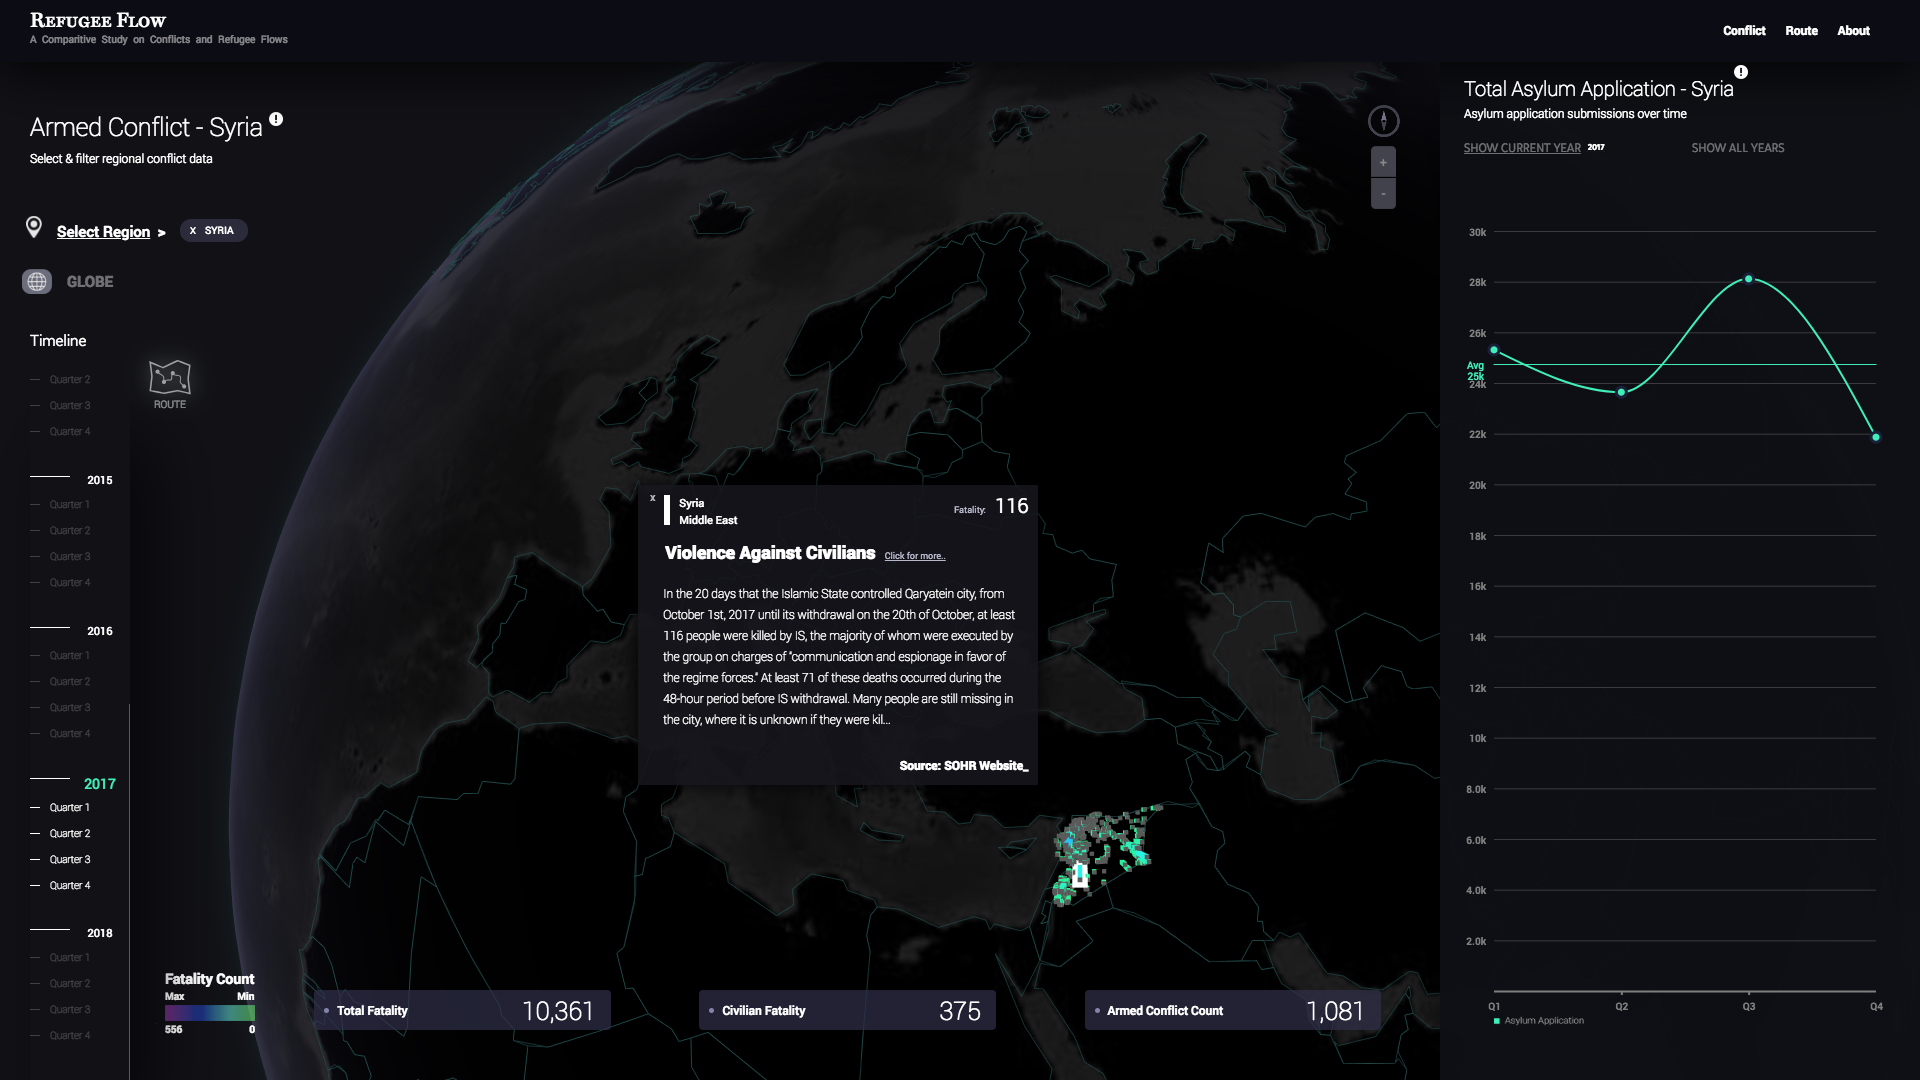 Refugee Flow
A Comparitive Study on Conflicts and Refugee Flows
Conflict
Route
About
Armed Conflict - Syria
!
Select & filter regional conflict data
Select Region >
X SYRIA
GLOBE
Timeline
Quarter 2
Quarter 3
Quarter 4
2015
Quarter 1
Quarter 2
Quarter 3
Quarter 4
2016
Quarter 1
Quarter 2
Quarter 3
Quarter 4
2017
Quarter 1
Quarter 2
Quarter 3
Quarter 4
2018
Quarter 1
Quarter 2
Quarter 3
Quarter 4
ROUTE
Fatality Count
Max Min
556 0
+
-
x
Syria
Middle East
Fatality: 116
Violence Against Civilians Click for more..
In the 20 days that the Islamic State controlled Qaryatein city, from
October 1st, 2017 until its withdrawal on the 20th of October, at least
116 people were killed by IS, the majority of whom were executed by
the group on charges of "communication and espionage in favor of
the regime forces." At least 71 of these deaths occurred during the
48-hour period before IS withdrawal. Many people are still missing in
the city, where it is unknown if they were kil...
Source: SOHR Website_
Total Fatality 10,361
Civilian Fatality 375
Armed Conflict Count 1,081
Total Asylum Application - Syria
!
Asylum application submissions over time
SHOW CURRENT YEAR 2017
SHOW ALL YEARS
30k
28k
26k
Avg
25k
24k
22k
20k
18k
16k
14k
12k
10k
8.0k
6.0k
4.0k
2.0k
Q1 Q2 Q3 Q4
Asylum Application